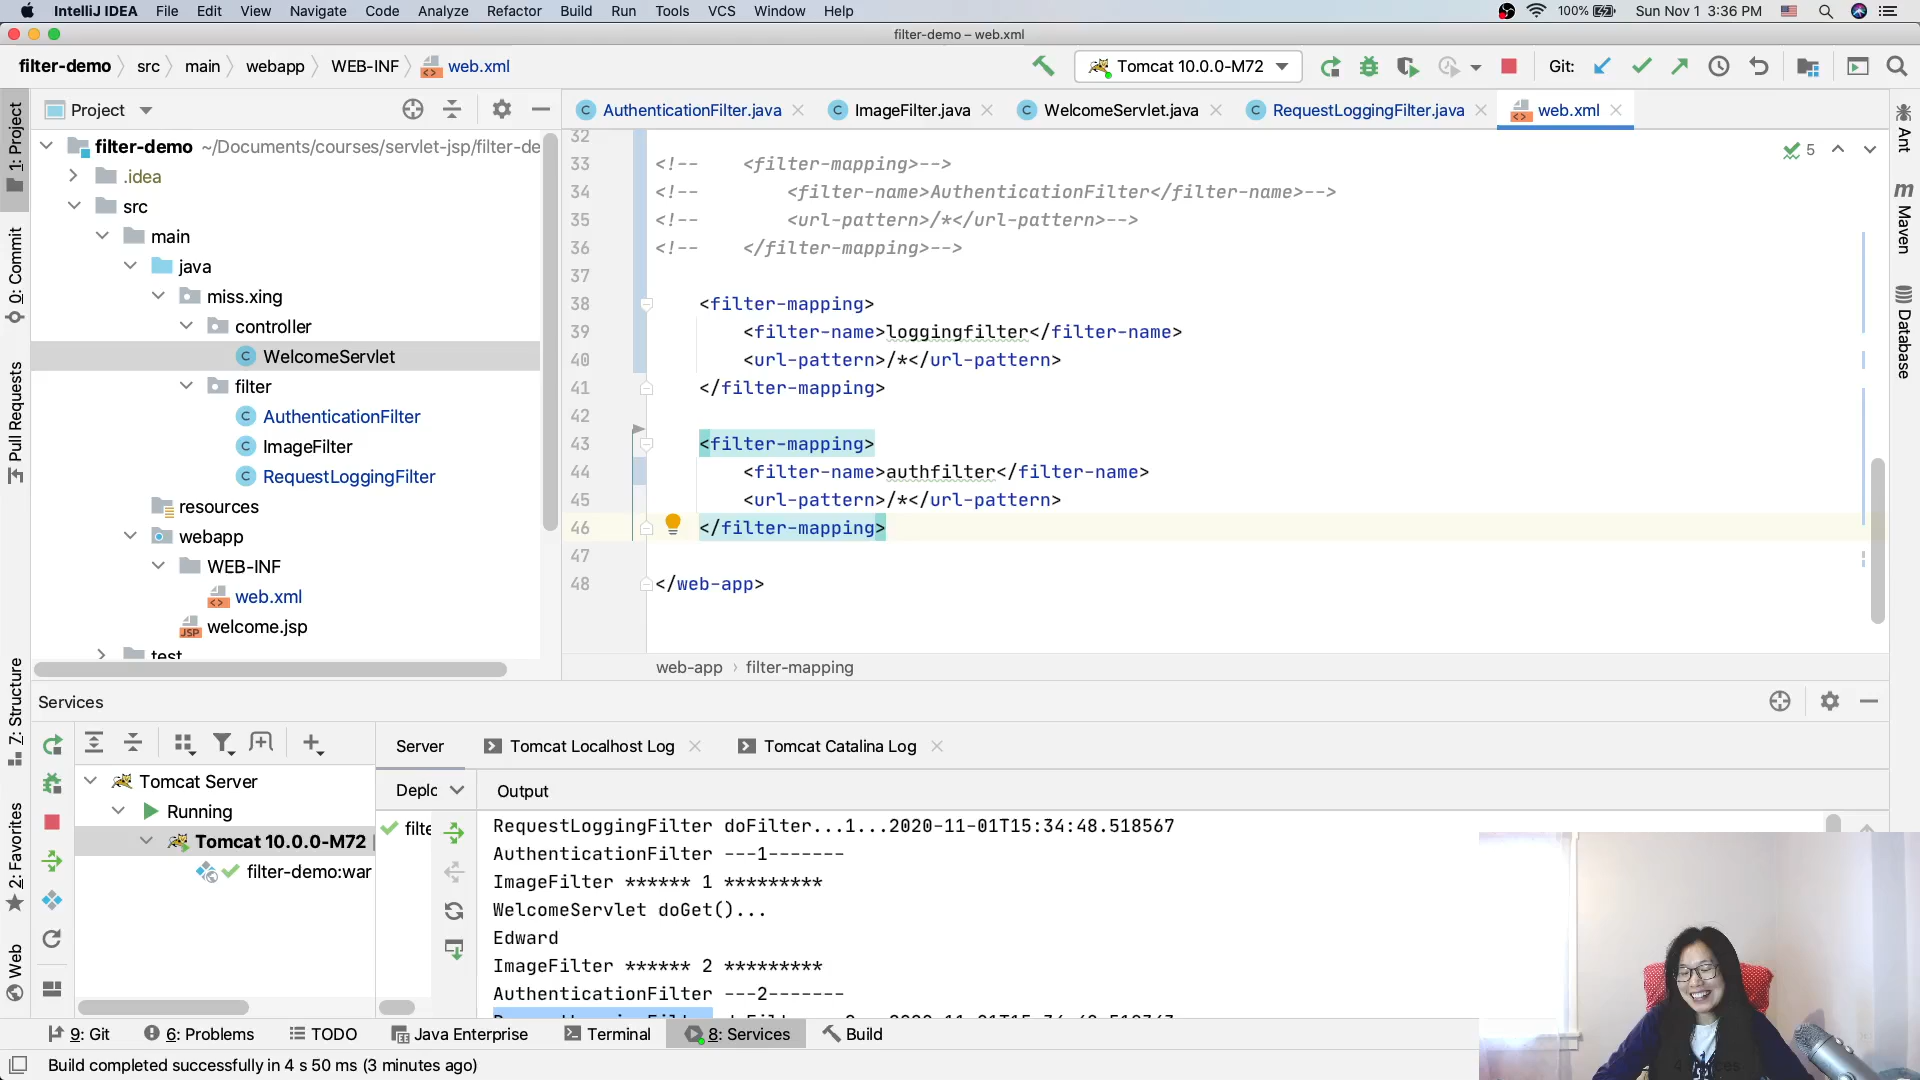 IntelliJ IDEA File Edit View Navigate Code Analyze Refactor Build Run Tools VCS Window Help 100% Sun Nov 1 3:36 PM
filter-demo – web.xml
filter-demo src main webapp WEB-INF web.xml Tomcat 10.0.0-M72 Git:
Project
AuthenticationFilter.java ImageFilter.java WelcomeServlet.java RequestLoggingFilter.java web.xml
1: Project
0: Commit
Pull Requests
Z: Structure
2: Favorites
Web
filter-demo ~/Documents/courses/servlet-jsp/filter-de
.idea
src
main
java
miss.xing
controller
WelcomeServlet
filter
AuthenticationFilter
ImageFilter
RequestLoggingFilter
resources
webapp
WEB-INF
web.xml
welcome.jsp
test
32
33 <!-- <filter-mapping>-->
34 <!-- <filter-name>AuthenticationFilter</filter-name>-->
35 <!-- <url-pattern>/*</url-pattern>-->
36 <!-- </filter-mapping>-->
37
38 <filter-mapping>
39 <filter-name>loggingfilter</filter-name>
40 <url-pattern>/*</url-pattern>
41 </filter-mapping>
42
43 <filter-mapping>
44 <filter-name>authfilter</filter-name>
45 <url-pattern>/*</url-pattern>
46 </filter-mapping>
47
48 </web-app>
5
Ant
m Maven
Database
web-app › filter-mapping
Services
Tomcat Server
Running
Tomcat 10.0.0-M72
filter-demo:war
Server Tomcat Localhost Log Tomcat Catalina Log
Deplc Output
filte
RequestLoggingFilter doFilter...1...2020-11-01T15:34:48.518567
AuthenticationFilter ---1-------
ImageFilter ****** 1 *********
WelcomeServlet doGet()...
Edward
ImageFilter ****** 2 *********
AuthenticationFilter ---2-------
9: Git 6: Problems TODO Java Enterprise Terminal 8: Services Build
Build completed successfully in 4 s 50 ms (3 minutes ago)